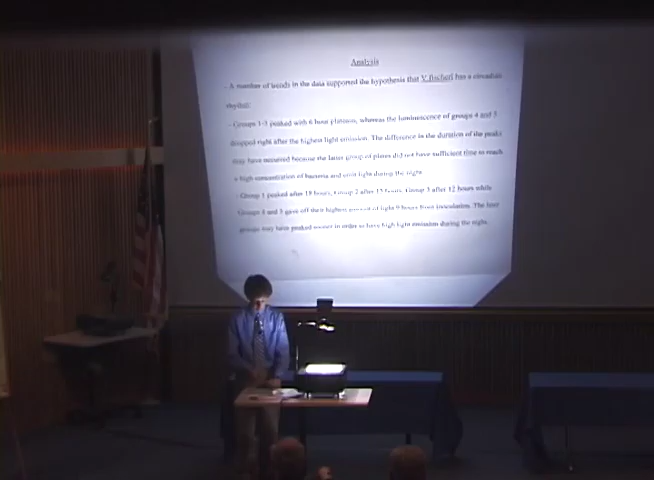 Analysis
- A number of trends in the data supported the hypothesis that V. fischeri has a circadian
rhythm:
- Groups 1-3 peaked with 6 hour plateaus, whereas the luminescence of groups 4 and 5
dropped right after the highest light emission. The difference in the duration of the peaks
may have occurred because the latter group of plates did not have sufficient time to reach
a high concentration of bacteria and emit light during the night.
- Group 1 peaked after 18 hours, Group 2 after 15 hours, Group 3 after 12 hours while
Groups 4 and 5 gave off their highest amount of light 9 hours from inoculation. The later
groups may have peaked sooner in order to have high light emission during the night.